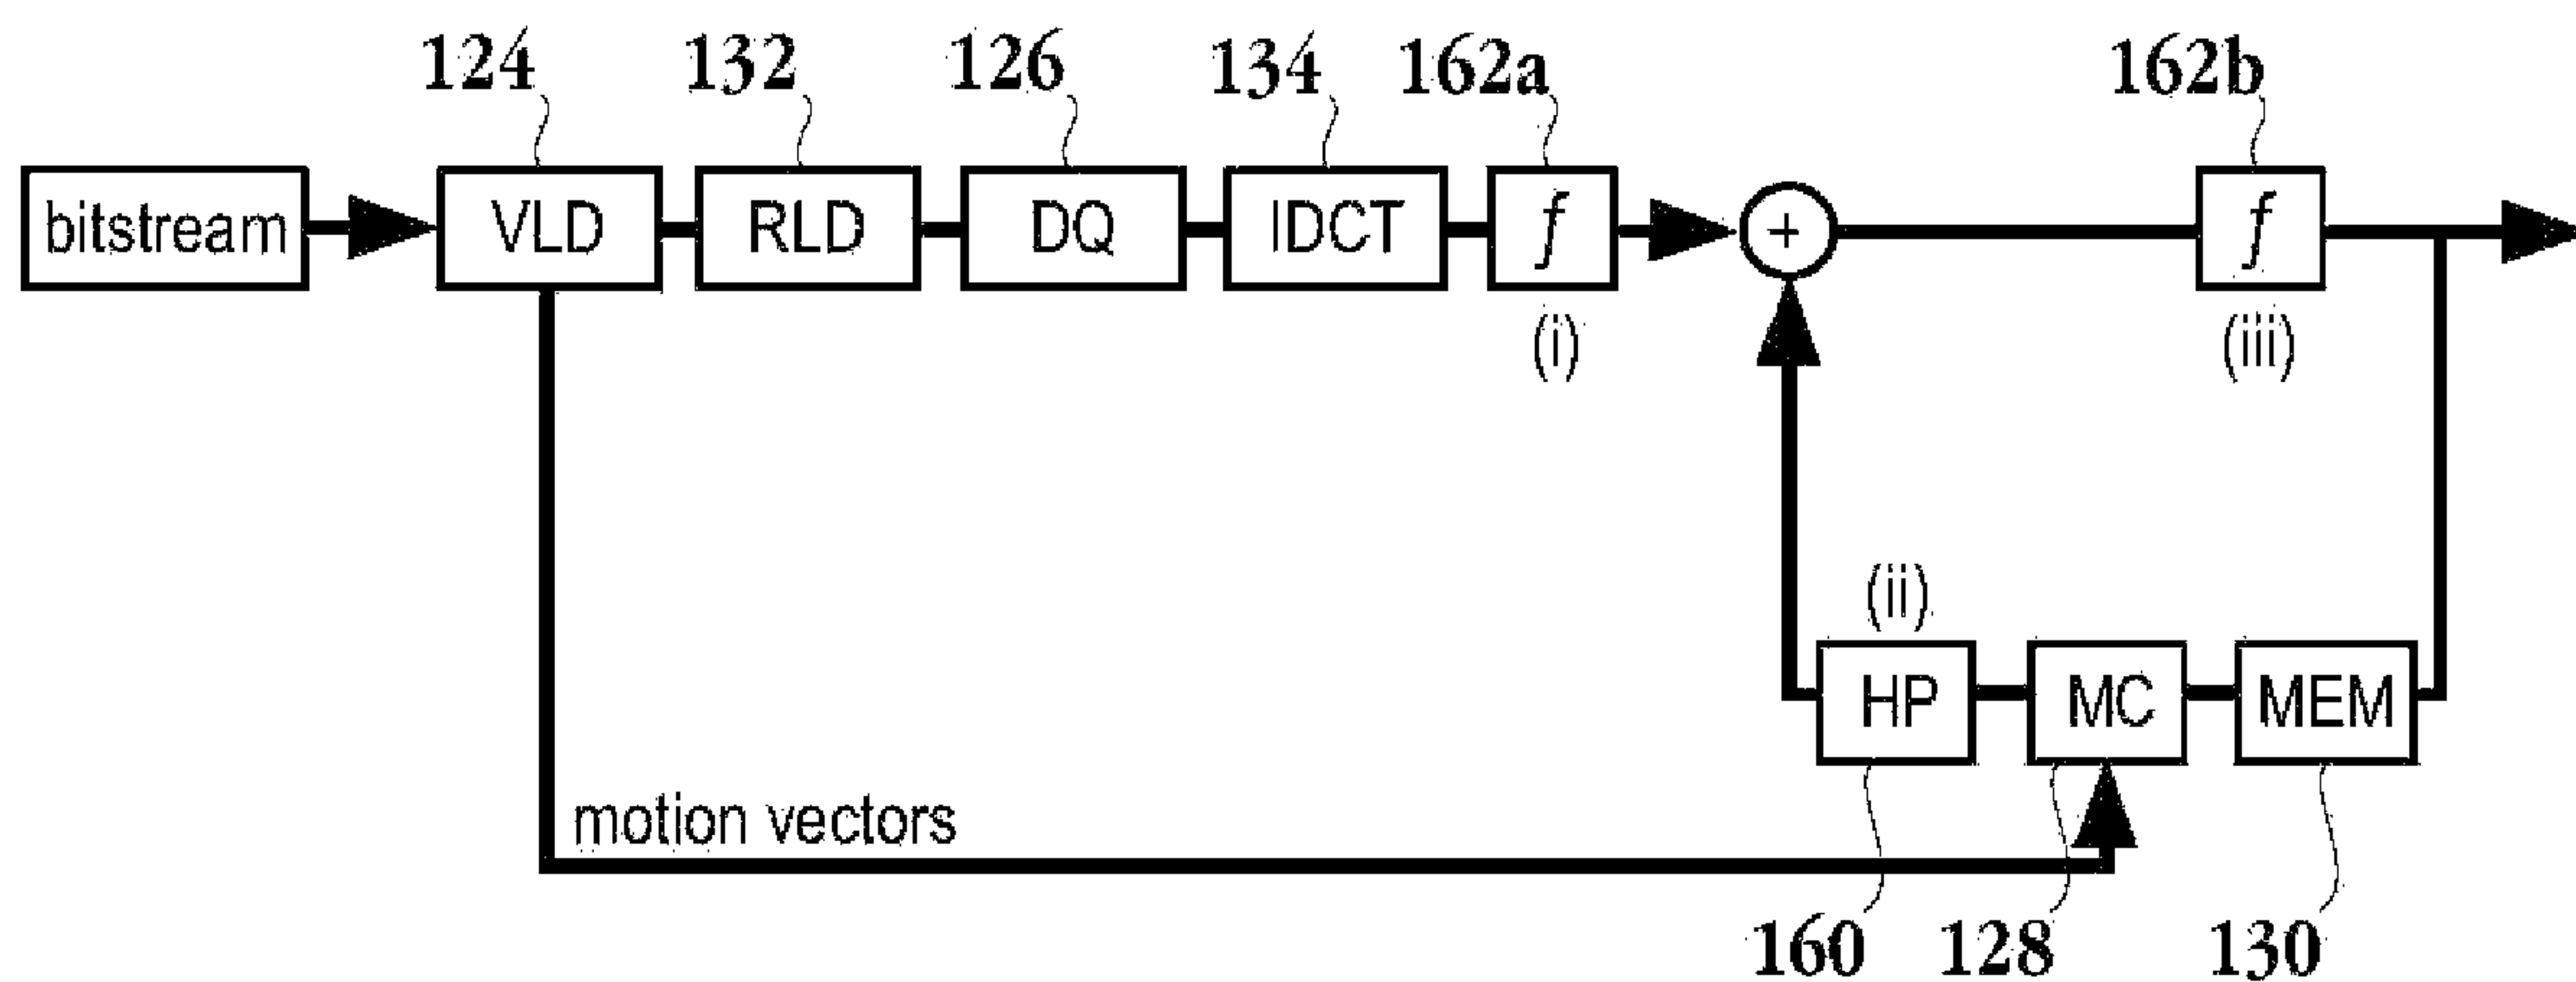 124 132 126 134 162a 162b
bitstream VLD RLD DQ IDCT f + f
(i) (iii)
(ii)
HP MC MEM
motion vectors
160 128 130